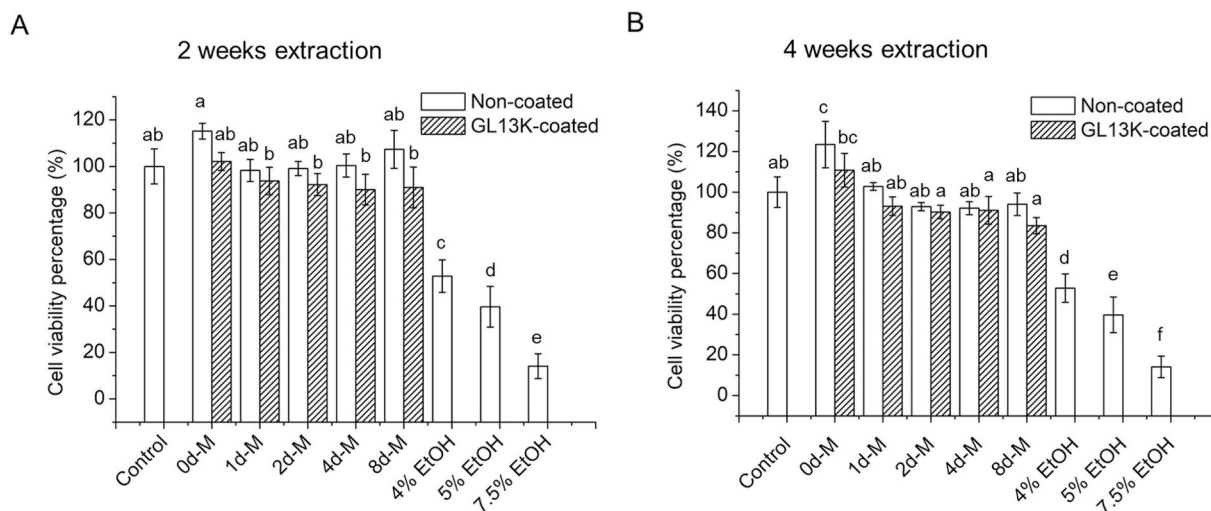 A
2 weeks extraction
Non-coated
GL13K-coated
Cell viability percentage (%)
120
100
80
60
40
20
0
ab
a
ab
ab
b
ab
b
ab
b
ab
b
c
d
e
Control
0d-M
1d-M
2d-M
4d-M
8d-M
4% EtOH
5% EtOH
7.5% EtOH
B
4 weeks extraction
Non-coated
GL13K-coated
Cell viability percentage (%)
140
120
100
80
60
40
20
0
ab
c
bc
ab
ab
ab
a
ab
a
ab
a
d
e
f
Control
0d-M
1d-M
2d-M
4d-M
8d-M
4% EtOH
5% EtOH
7.5% EtOH